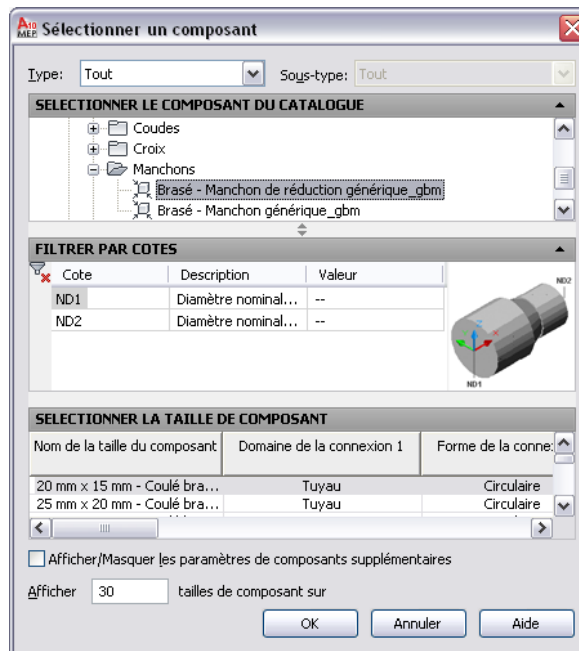 A10 MEP Sélectionner un composant
Type: Tout Sous-type: Tout
SELECTIONNER LE COMPOSANT DU CATALOGUE
Coudes
Croix
Manchons
Brasé - Manchon de réduction générique_gbm
Brasé - Manchon générique_gbm
FILTRER PAR COTES
Cote Description Valeur
ND1 Diamètre nominal... --
ND2 Diamètre nominal... --
ND2
ND1
SELECTIONNER LA TAILLE DE COMPOSANT
Nom de la taille du composant Domaine de la connexion 1 Forme de la conne
20 mm x 15 mm - Coulé bra... Tuyau Circulaire
25 mm x 20 mm - Coulé bra... Tuyau Circulaire
Afficher/Masquer les paramètres de composants supplémentaires
Afficher 30 tailles de composant sur
OK Annuler Aide